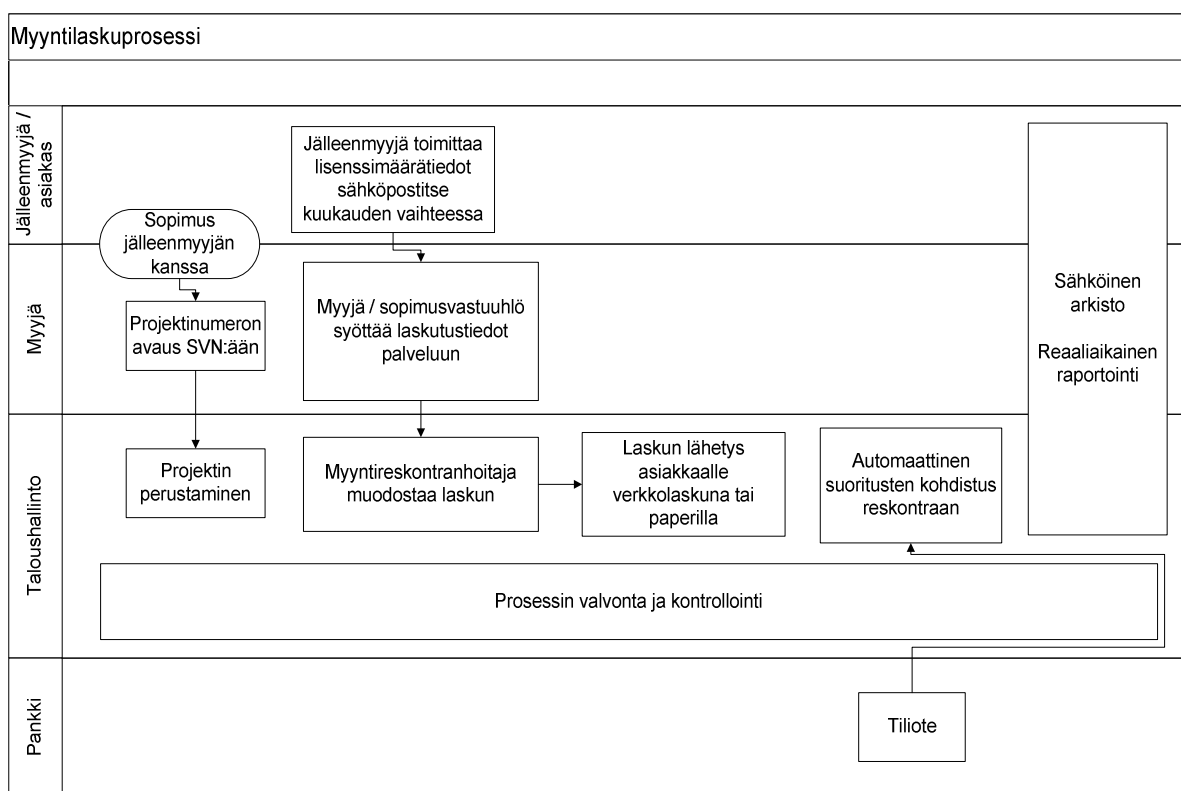 Myyntilaskuprosessi
Jälleenmyyjä /
asiakas
Jälleenmyyjä toimittaa
lisenssimäärätiedot
sähköpostitse
kuukauden vaihteessa
Sopimus
jälleenmyyjän
kanssa
Myyjä
Projektinumeron
avaus SVN:ään
Myyjä / sopimusvastuuhlö
syöttää laskutustiedot
palveluun
Sähköinen
arkisto
Reaaliaikainen
raportointi
Taloushallinto
Projektin
perustaminen
Myyntireskontranhoitaja
muodostaa laskun
Laskun lähetys
asiakkaalle
verkkolaskuna tai
paperilla
Automaattinen
suoritusten kohdistus
reskontraan
Prosessin valvonta ja kontrollointi
Pankki
Tiliote